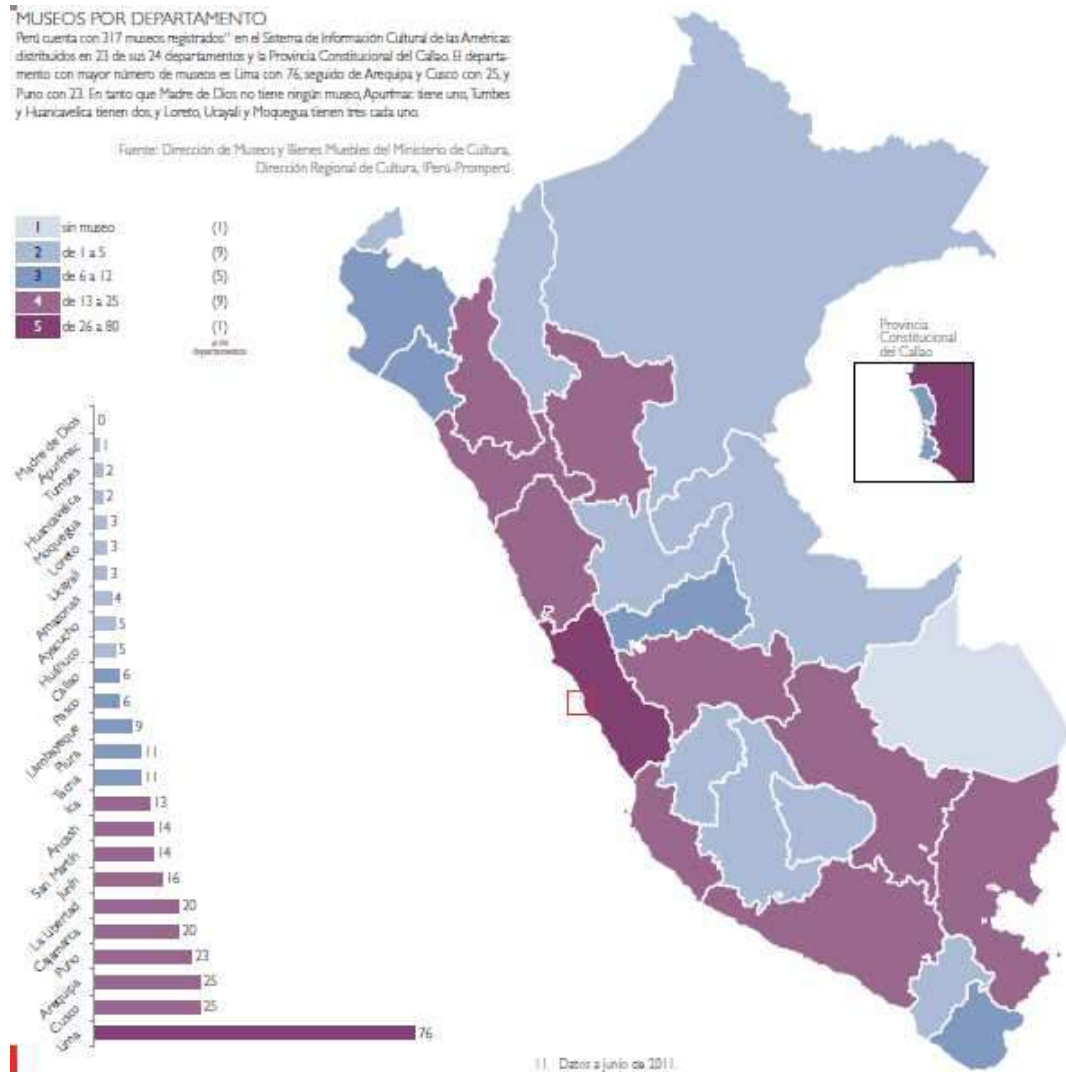 MUSEOS POR DEPARTAMENTO
Perú cuenta con 317 museos registrados11 en el Sistema de Información Cultural de las Américas
distribuidos en 23 de sus 24 departamentos y la Provincia Constitucional del Callao. El departa-
mento con mayor número de museos es Lima con 76, seguido de Arequipa y Cusco con 25, y
Puno con 23. En tanto que Madre de Dios no tiene ningún museo, Apurímac tiene uno, Tumbes
y Huancavelica tienen dos, y Loreto, Ucayali y Moquegua tienen tres cada uno.
Fuente: Dirección de Museos y Bienes Muebles del Ministerio de Cultura,
Dirección Regional de Cultura, iPerú-Promperú
1 sin museo (1)
2 de 1 a 5 (9)
3 de 6 a 12 (5)
4 de 13 a 25 (9)
5 de 26 a 80 (1)
departamentos
Provincia
Constitucional
del Callao
Madre de Dios 0
Apurímac 1
Tumbes 2
Huancavelica 2
Moquegua 3
Loreto 3
Ucayali 3
Amazonas 4
Ayacucho 5
Huánuco 5
Callao 6
Pasco 6
Lambayeque 9
Piura 11
Tacna 11
Ica 13
Ancash 14
San Martín 14
Junín 16
La Libertad 20
Cajamarca 20
Puno 23
Arequipa 25
Cusco 25
Lima 76
11. Datos a junio de 2011.